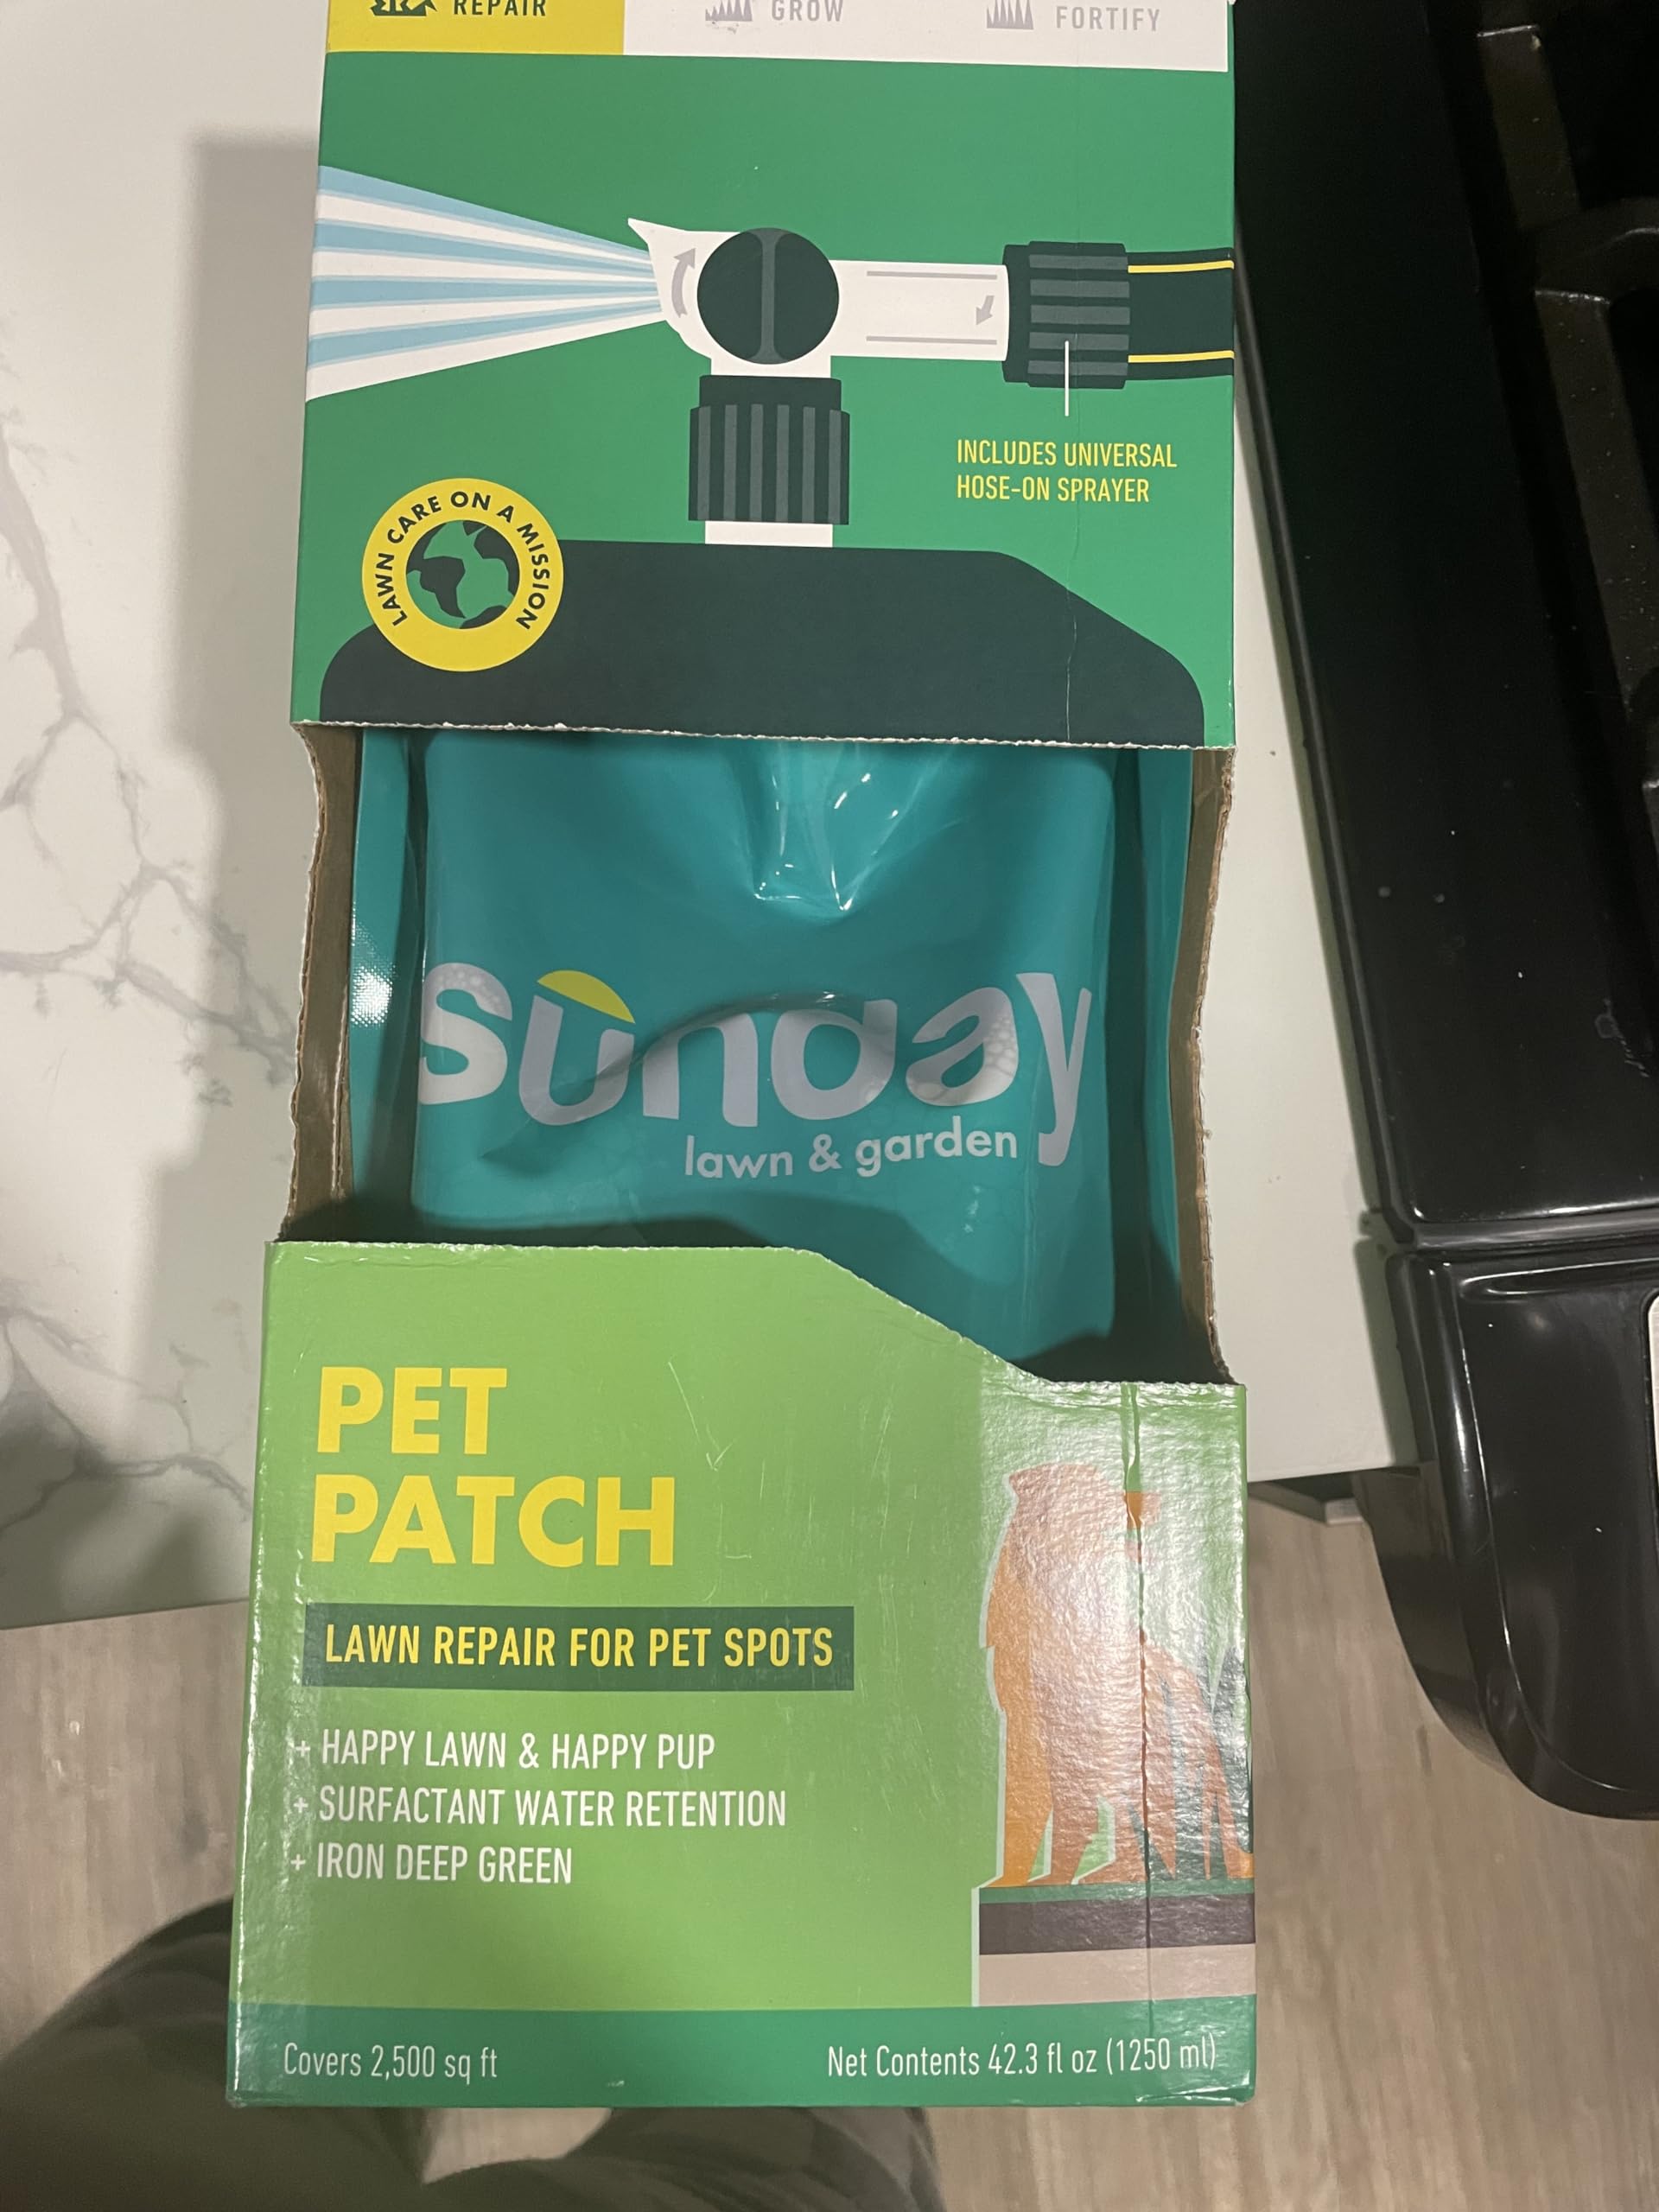 REPAIR GROW FORTIFY
INCLUDES UNIVERSAL
HOSE-ON SPRAYER
LAWN CARE ON A MISSION
sunday
lawn & garden
PET
PATCH
LAWN REPAIR FOR PET SPOTS
+ HAPPY LAWN & HAPPY PUP
+ SURFACTANT WATER RETENTION
+ IRON DEEP GREEN
Covers 2,500 sq ft
Net Contents 42.3 fl oz (1250 ml)